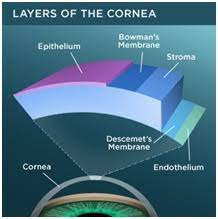 LAYERS OF THE CORNEA
Bowman's
Membrane
Epithelium
Stroma
Descemet's
Membrane
Endothelium
Cornea